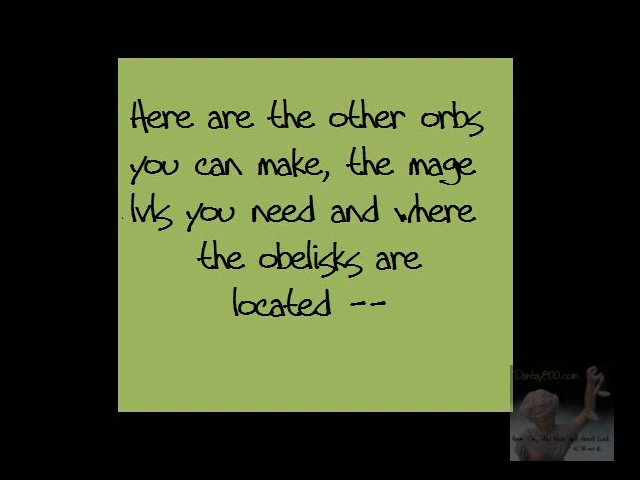 Here are the other orbs
you can make, the mage
lvls you need and where
the obelisks are
located --